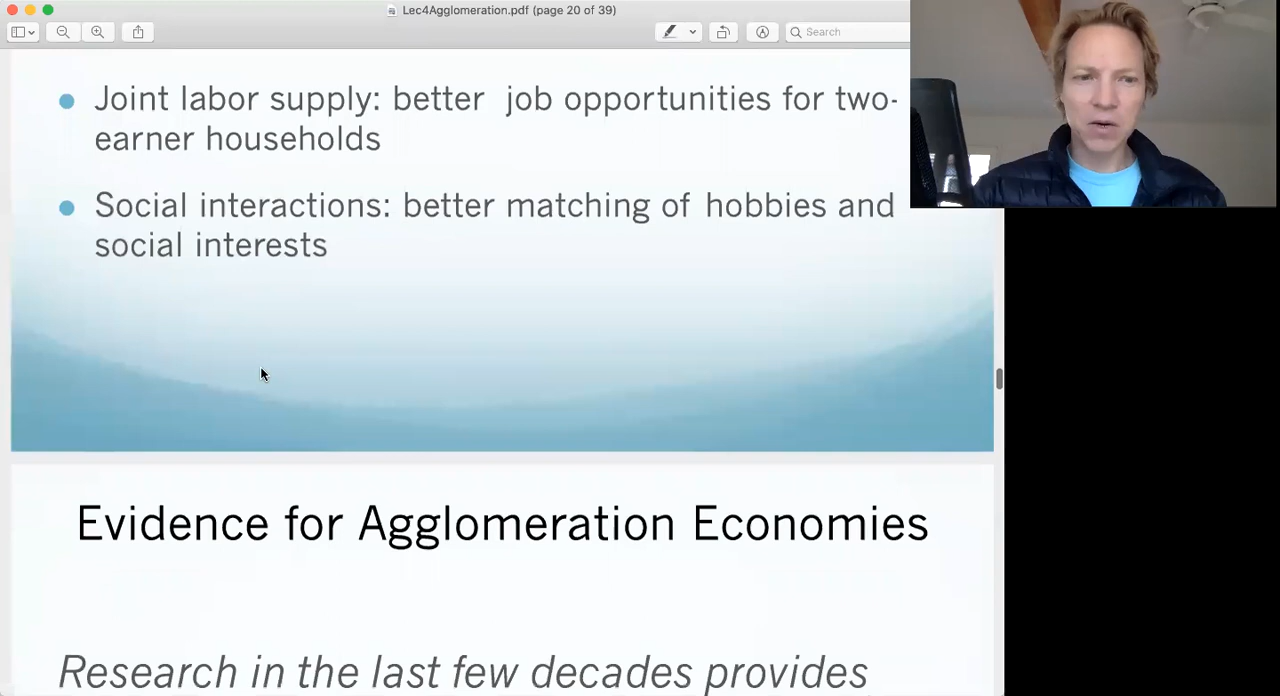 Lec4Agglomeration.pdf (page 20 of 39)
Search
Joint labor supply: better job opportunities for two-
earner households
Social interactions: better matching of hobbies and
social interests
Evidence for Agglomeration Economies
Research in the last few decades provides